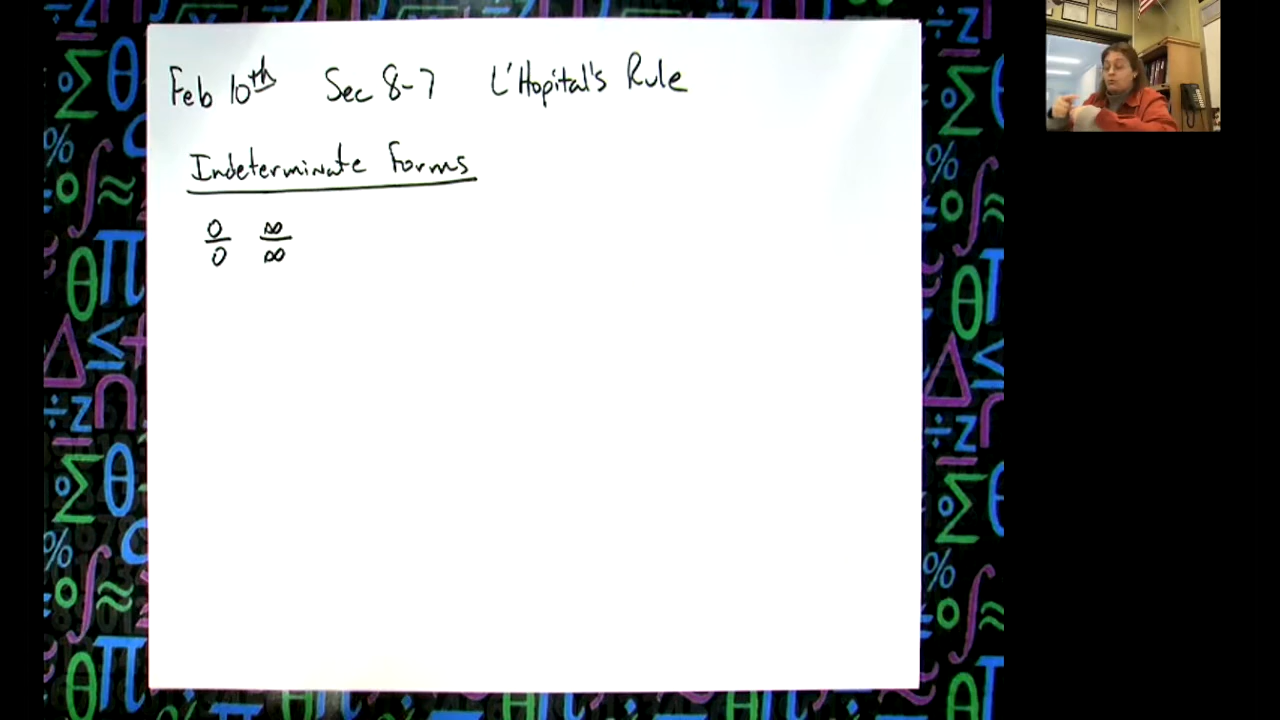 Feb 10th Sec 8-7 L'Hopital's Rule
Indeterminate Forms
0/0 ∞/∞